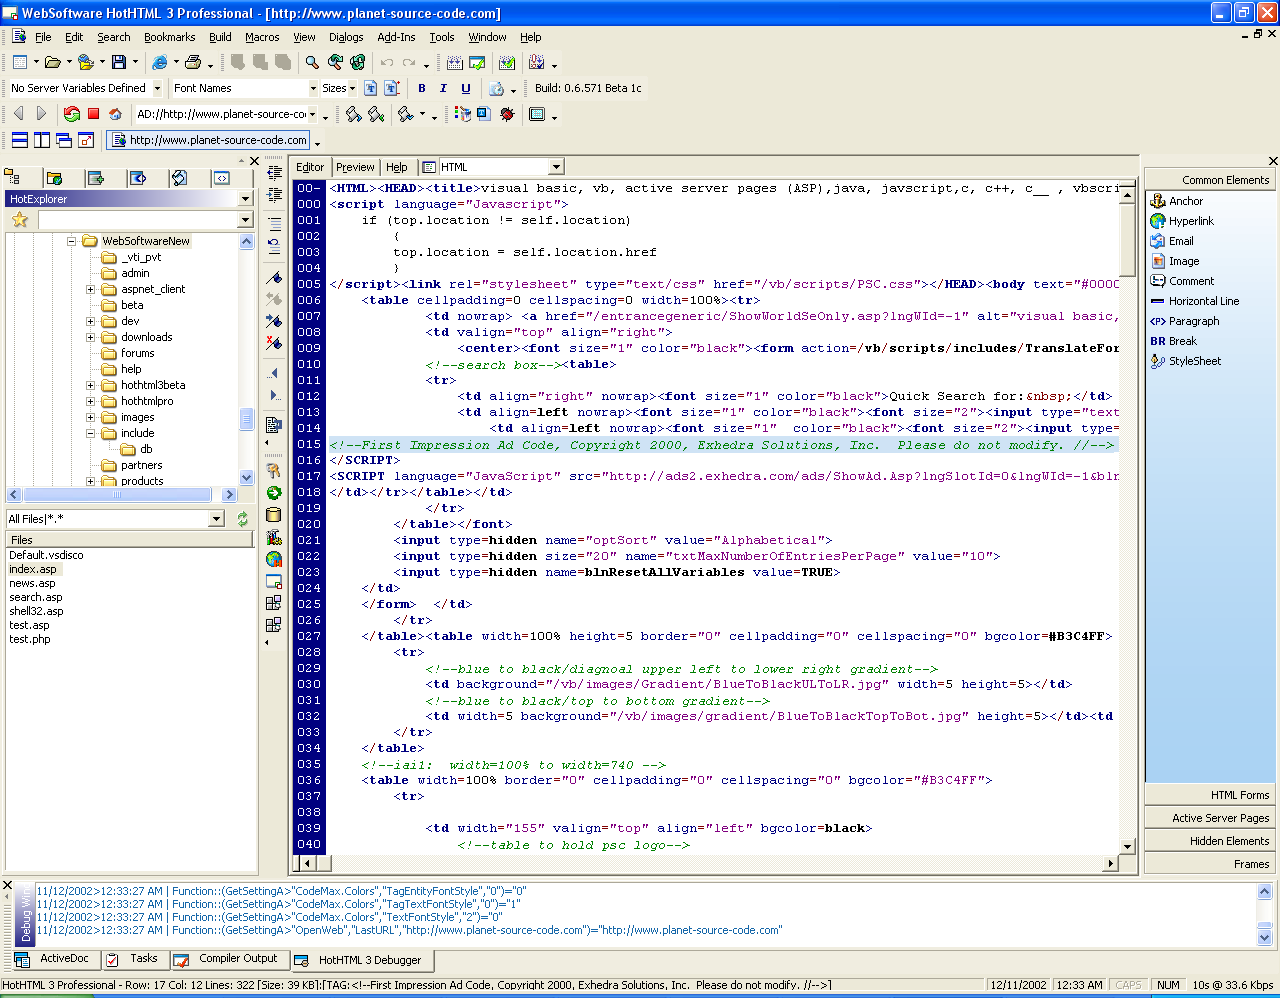 WebSoftware HotHTML 3 Professional - [http://www.planet-source-code.com]
File Edit Search Bookmarks Build Macros View Dialogs Add-Ins Tools Window Help
No Server Variables Defined Font Names Sizes B I U Build: 0.6.571 Beta 1c
AD://http://www.planet-source-co
http://www.planet-source-code.com
Editor Preview Help HTML
HotExplorer
WebSoftwareNew
_vti_pvt
admin
aspnet_client
beta
dev
downloads
forums
help
hothtml3beta
hothtmlpro
images
include
db
partners
products
All Files|*.*
Files
Default.vsdisco
index.asp
news.asp
search.asp
shell32.asp
test.asp
test.php
00- <HTML><HEAD><title>visual basic, vb, active server pages (ASP),java, javscript,c, c++, c__ , vbscri
000 <script language="Javascript">
001 if (top.location != self.location)
002 {
003 top.location = self.location.href
004 }
005 </script><link rel="stylesheet" type="text/css" href="/vb/scripts/PSC.css"></HEAD><body text="#0000
006 <table cellpadding=0 cellspacing=0 width=100%><tr>
007 <td nowrap> <a href="/entrancegeneric/ShowWorldSeOnly.asp?lngWId=-1" alt="visual basic,
008 <td valign="top" align="right">
009 <center><font size="1" color="black"><form action=/vb/scripts/includes/TranslateFor
010 <!--search box--><table>
011 <tr>
012 <td align="right" nowrap><font size="1" color="black">Quick Search for:&nbsp;</td>
013 <td align=left nowrap><font size="1" color="black"><font size="2"><input type="text
014 <td align=left nowrap><font size="1"  color="black"><font size="2"><input type=
015 <!--First Impression Ad Code, Copyright 2000, Exhedra Solutions, Inc.  Please do not modify. //-->
016 </SCRIPT>
017 <SCRIPT language="JavaScript" src="http://ads2.exhedra.com/ads/ShowAd.Asp?lngSlotId=0&lngWId=-1&bln
018 </td></tr></table></td>
019 </tr>
020 </table></font>
021 <input type=hidden name="optSort" value="Alphabetical">
022 <input type=hidden size="20" name="txtMaxNumberOfEntriesPerPage" value="10">
023 <input type=hidden name=blnResetAllVariables value=TRUE>
024 </td>
025 </form>  </td>
026 </tr>
027 </table><table width=100% height=5 border="0" cellpadding="0" cellspacing="0" bgcolor=#B3C4FF>
028 <tr>
029 <!--blue to black/diagnoal upper left to lower right gradient-->
030 <td background="/vb/images/Gradient/BlueToBlackULToLR.jpg" width=5 height=5></td>
031 <!--blue to black/top to bottom gradient-->
032 <td width=5 background="/vb/images/gradient/BlueToBlackTopToBot.jpg" height=5></td><td
033 </tr>
034 </table>
035 <!--iai1:  width=100% to width=740 -->
036 <table width=100% border="0" cellpadding="0" cellspacing="0" bgcolor="#B3C4FF">
037 <tr>
038
039 <td width="155" valign="top" align="left" bgcolor=black>
040 <!--table to hold psc logo-->
Common Elements
Anchor
Hyperlink
Email
Image
Comment
Horizontal Line
<P> Paragraph
BR Break
StyleSheet
HTML Forms
Active Server Pages
Hidden Elements
Frames
Debug Win
11/12/2002>12:33:27 AM | Function::(GetSettingA>"CodeMax.Colors","TagEntityFontStyle","0")="0"
11/12/2002>12:33:27 AM | Function::(GetSettingA>"CodeMax.Colors","TagTextFontStyle","0")="1"
11/12/2002>12:33:27 AM | Function::(GetSettingA>"CodeMax.Colors","TextFontStyle","2")="0"
11/12/2002>12:33:27 AM | Function::(GetSettingA>"OpenWeb","LastURL","http://www.planet-source-code.com")="http://www.planet-source-code.com"
ActiveDoc Tasks Compiler Output HotHTML 3 Debugger
HotHTML 3 Professional - Row: 17 Col: 12 Lines: 322 [Size: 39 KB]:[TAG:<!--First Impression Ad Code, Copyright 2000, Exhedra Solutions, Inc.  Please do not modify. //-->] 12/11/2002 12:33 AM CAPS NUM 10s @ 33.6 Kbps